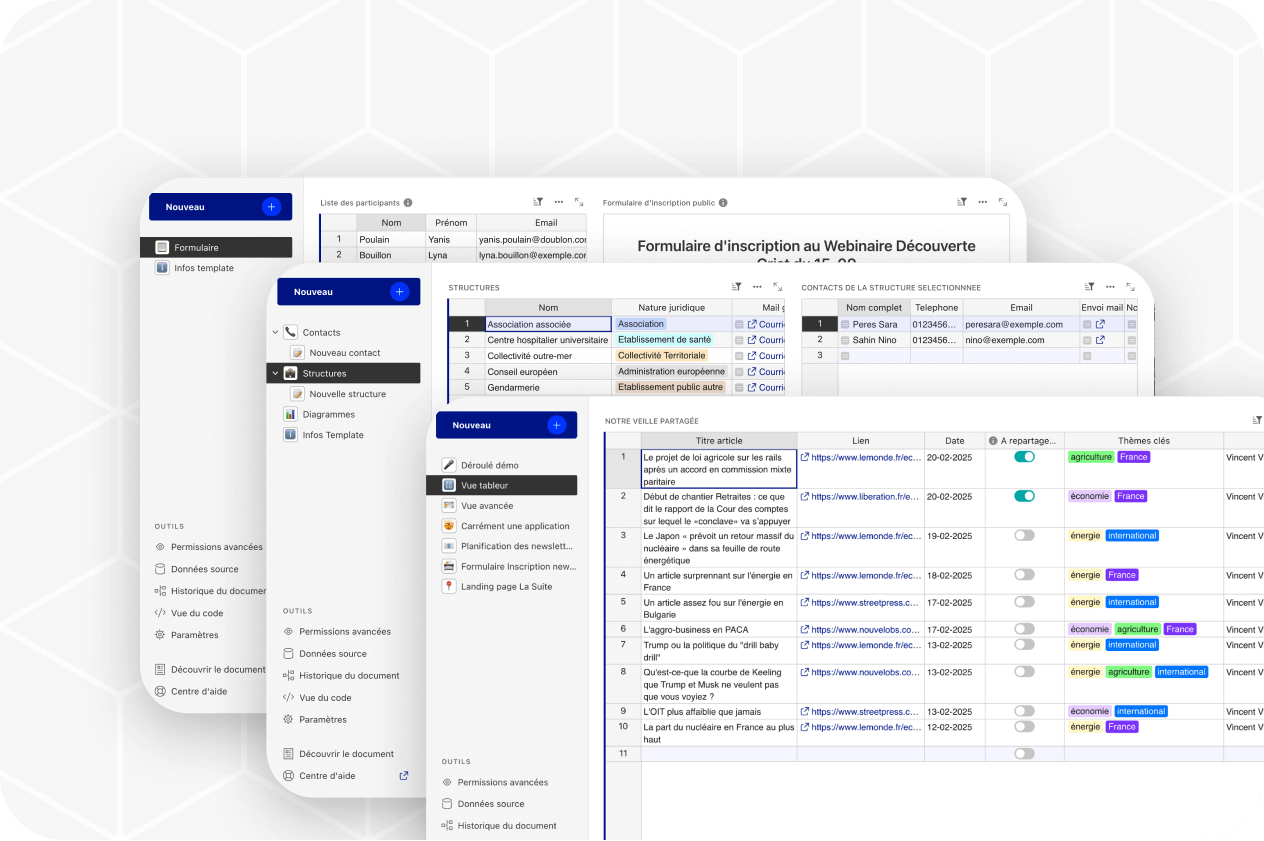 Nouveau
Formulaire
Infos template
OUTILS
Permissions avancées
Données source
Historique du
Vue du code
Paramètres
Découvrir le document
Centre d'aide
Liste des participants
Nom Prénom Email
1 Poulain Yanis
2 Bouillon Lyna
Formulaire d'inscription public
Formulaire d'inscription au Webinaire Découverte
Nouveau
Contacts
Nouveau contact
Structures
Nouvelle structure
Diagrammes
Infos Template
OUTILS
Permissions avancées
Données source
Historique du document
Vue du code
Paramètres
Découvrir le document
Centre d'aide
STRUCTURES
Nom Nature juridique Mail
1 Association associée Association
2 Centre hospitalier universitaire Etablissement de santé
3 Collectivité outre-mer Collectivité Territoriale
4 Conseil européen Administration européenne
5 Gendarmerie Etablissement public autre
CONTACTS DE LA STRUCTURE SELECTIONNNEE
Nom complet Telephone Email Envoi mail No
1 Peres Sara 0123456... peresara@exemple.com
2 Sahin Nino 0123456... nino@exemple.com
3
Nouveau
Déroulé démo
Vue tableur
Vue avancée
Carrément une application
Planification des newslett...
Formulaire Inscription new...
Landing page La Suite
OUTILS
Permissions avancées
Données source
Historique du document
NOTRE VEILLE PARTAGÉE
Titre article Lien Date A repartage... Thèmes clés
1 Le projet de loi agricole sur les rails https://www.lemonde.fr/ec... 20-02-2025 agriculture France Vincent V
après un accord en commission mixte
paritaire
2 Début de chantier Retraites : ce que https://www.liberation.fr/e... 20-02-2025 économie France Vincent V
dit le rapport de la Cour des comptes
sur lequel le «conclave» va s'appuyer
3 Le Japon « prévoit un retour massif du https://www.lemonde.fr/ec... 19-02-2025 énergie international Vincent V
nucléaire » dans sa feuille de route
énergétique
4 Un article surprennant sur l'énergie en https://www.lemonde.fr/ec... 18-02-2025 énergie France Vincent V
France
5 Un article assez fou sur l'énergie en https://www.streetpress.c... 17-02-2025 énergie international Vincent V
Bulgarie
6 L'aggro-business en PACA https://www.nouvelobs.co... 17-02-2025 économie agriculture France Vincent V
7 Trump ou la politique du "drill baby https://www.lemonde.fr/ec... 13-02-2025 énergie international Vincent V
drill"
8 Qu'est-ce-que la courbe de Keeling https://www.nouvelobs.co... 13-02-2025 énergie agriculture international Vincent V
que Trump et Musk ne veulent pas
que vous voyiez ?
9 L'OIT plus affaiblie que jamais https://www.streetpress.c... 13-02-2025 économie international Vincent V
10 La part du nucléaire en France au plus https://www.lemonde.fr/ec... 12-02-2025 énergie France Vincent V
haut
11